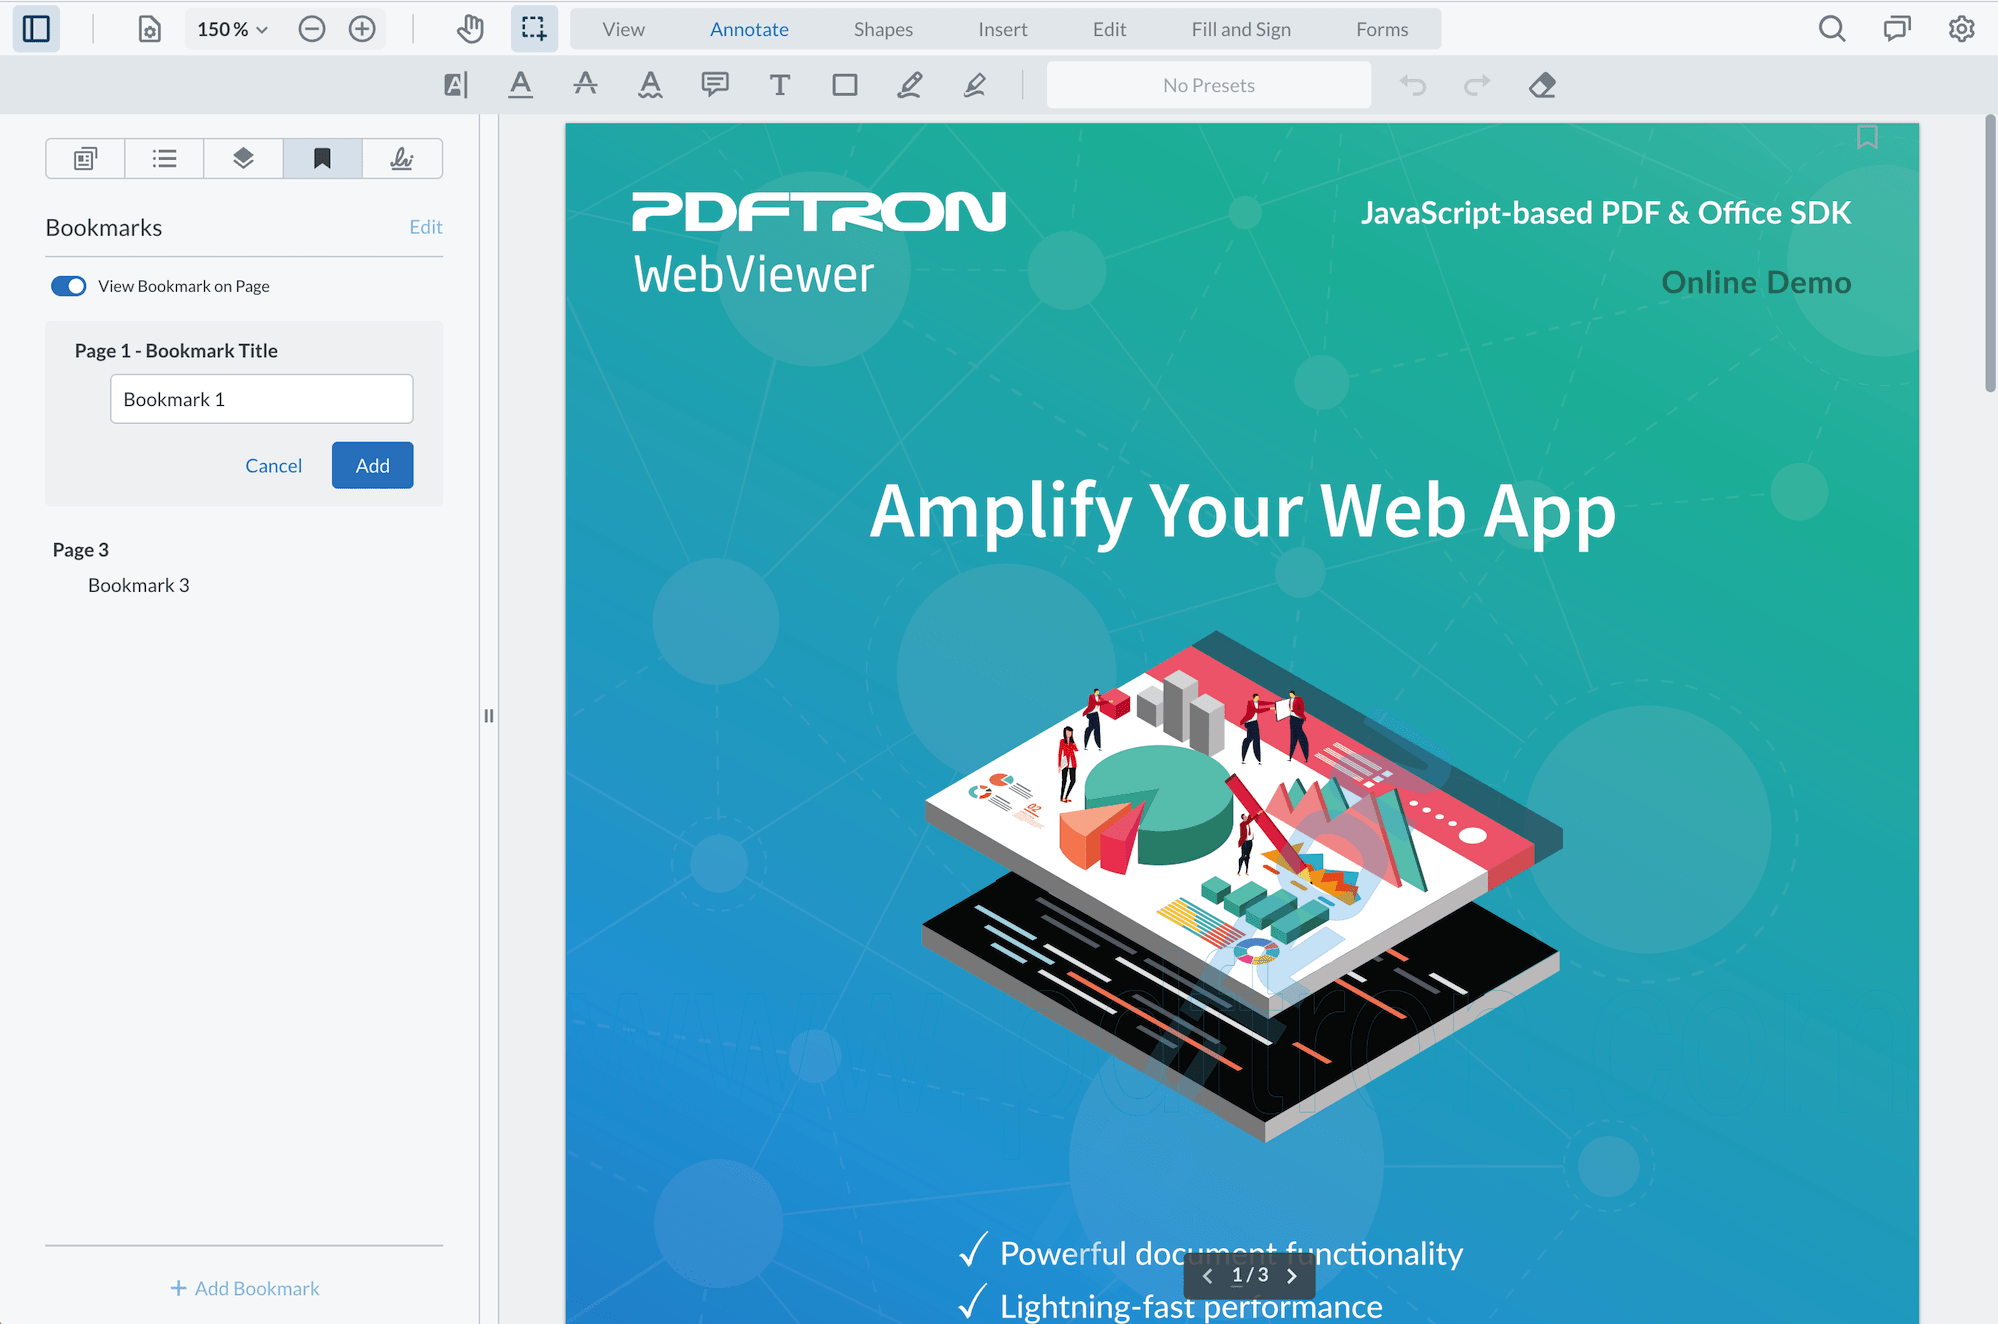 150 %
View
Annotate
Shapes
Insert
Edit
Fill and Sign
Forms
No Presets
Bookmarks
Edit
View Bookmark on Page
Page 1 - Bookmark Title
Bookmark 1
Cancel
Add
Page 3
Bookmark 3
+ Add Bookmark
PDFTRON
WebViewer
JavaScript-based PDF & Office SDK
Online Demo
Amplify Your Web App
02
✓ Powerful document functionality
1 / 3
✓ Lightning-fast performance